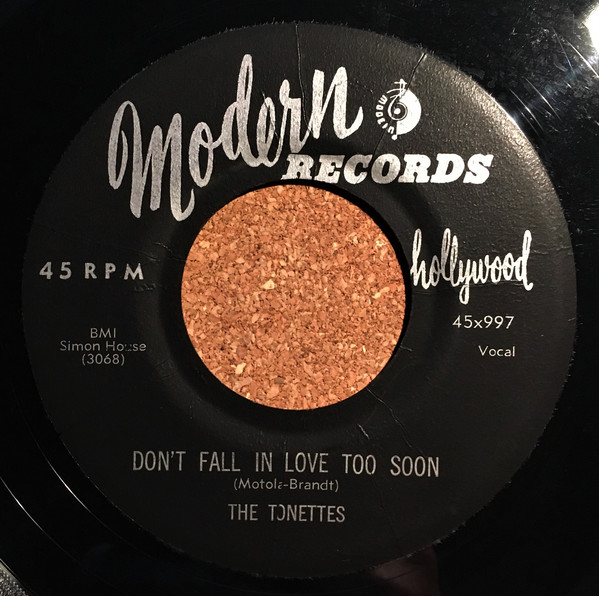 Modern
RECORDS
hollywood
45 RPM
45x997
BMI
Simon House
(3068)
Vocal
DON'T FALL IN LOVE TOO SOON
(Motola-Brandt)
THE TONETTES